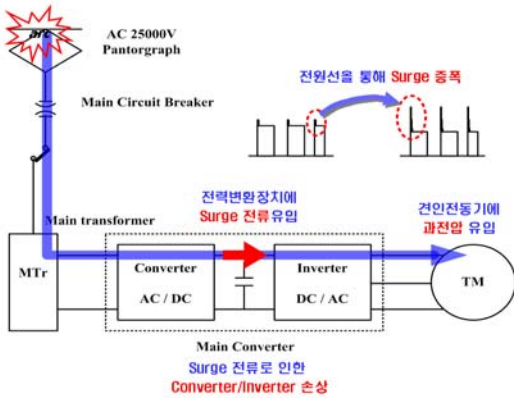 arc
AC 25000V
Pantorgraph
Main Circuit Breaker
전원선을 통해 Surge 증폭
전력변환장치에
Surge 전류유입
견인전동기에
과전압 유입
Main transformer
MTr
Converter
AC / DC
Inverter
DC / AC
TM
Main Converter
Surge 전류로 인한
Converter/Inverter 손상